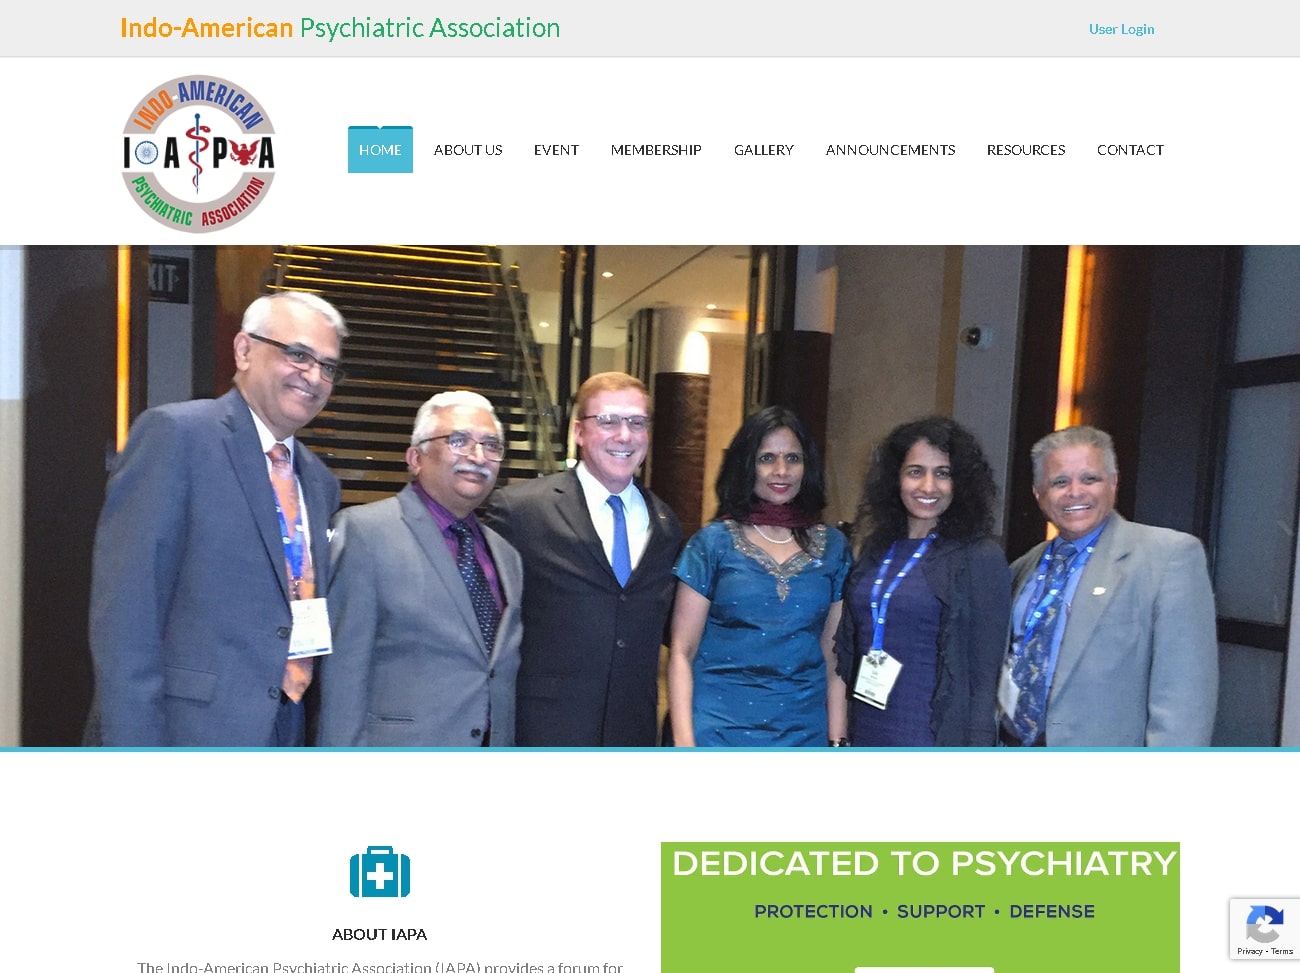 Indo-American Psychiatric Association
User Login
INDO-AMERICAN
IAPA
PSYCHIATRIC ASSOCIATION
HOME
ABOUT US
EVENT
MEMBERSHIP
GALLERY
ANNOUNCEMENTS
RESOURCES
CONTACT
EXIT
DEDICATED TO PSYCHIATRY
PROTECTION • SUPPORT • DEFENSE
ABOUT IAPA
The Indo-American Psychiatric Association (IAPA) provides a forum for
Privacy - Terms